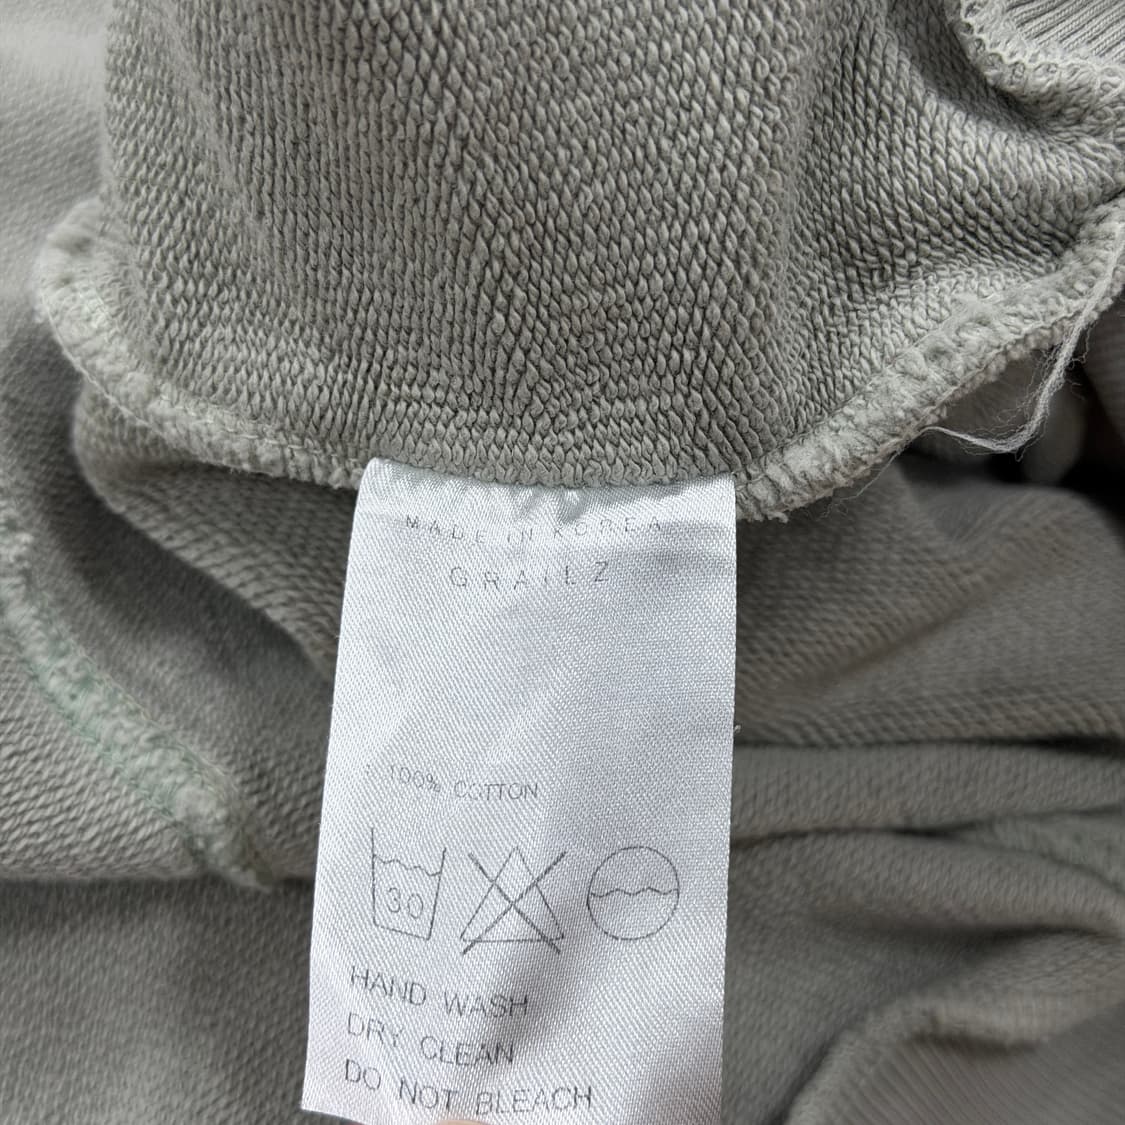 MADE IN KOREA
GRAILZ
100% COTTON
30
HAND WASH
DRY CLEAN
DO NOT BLEACH